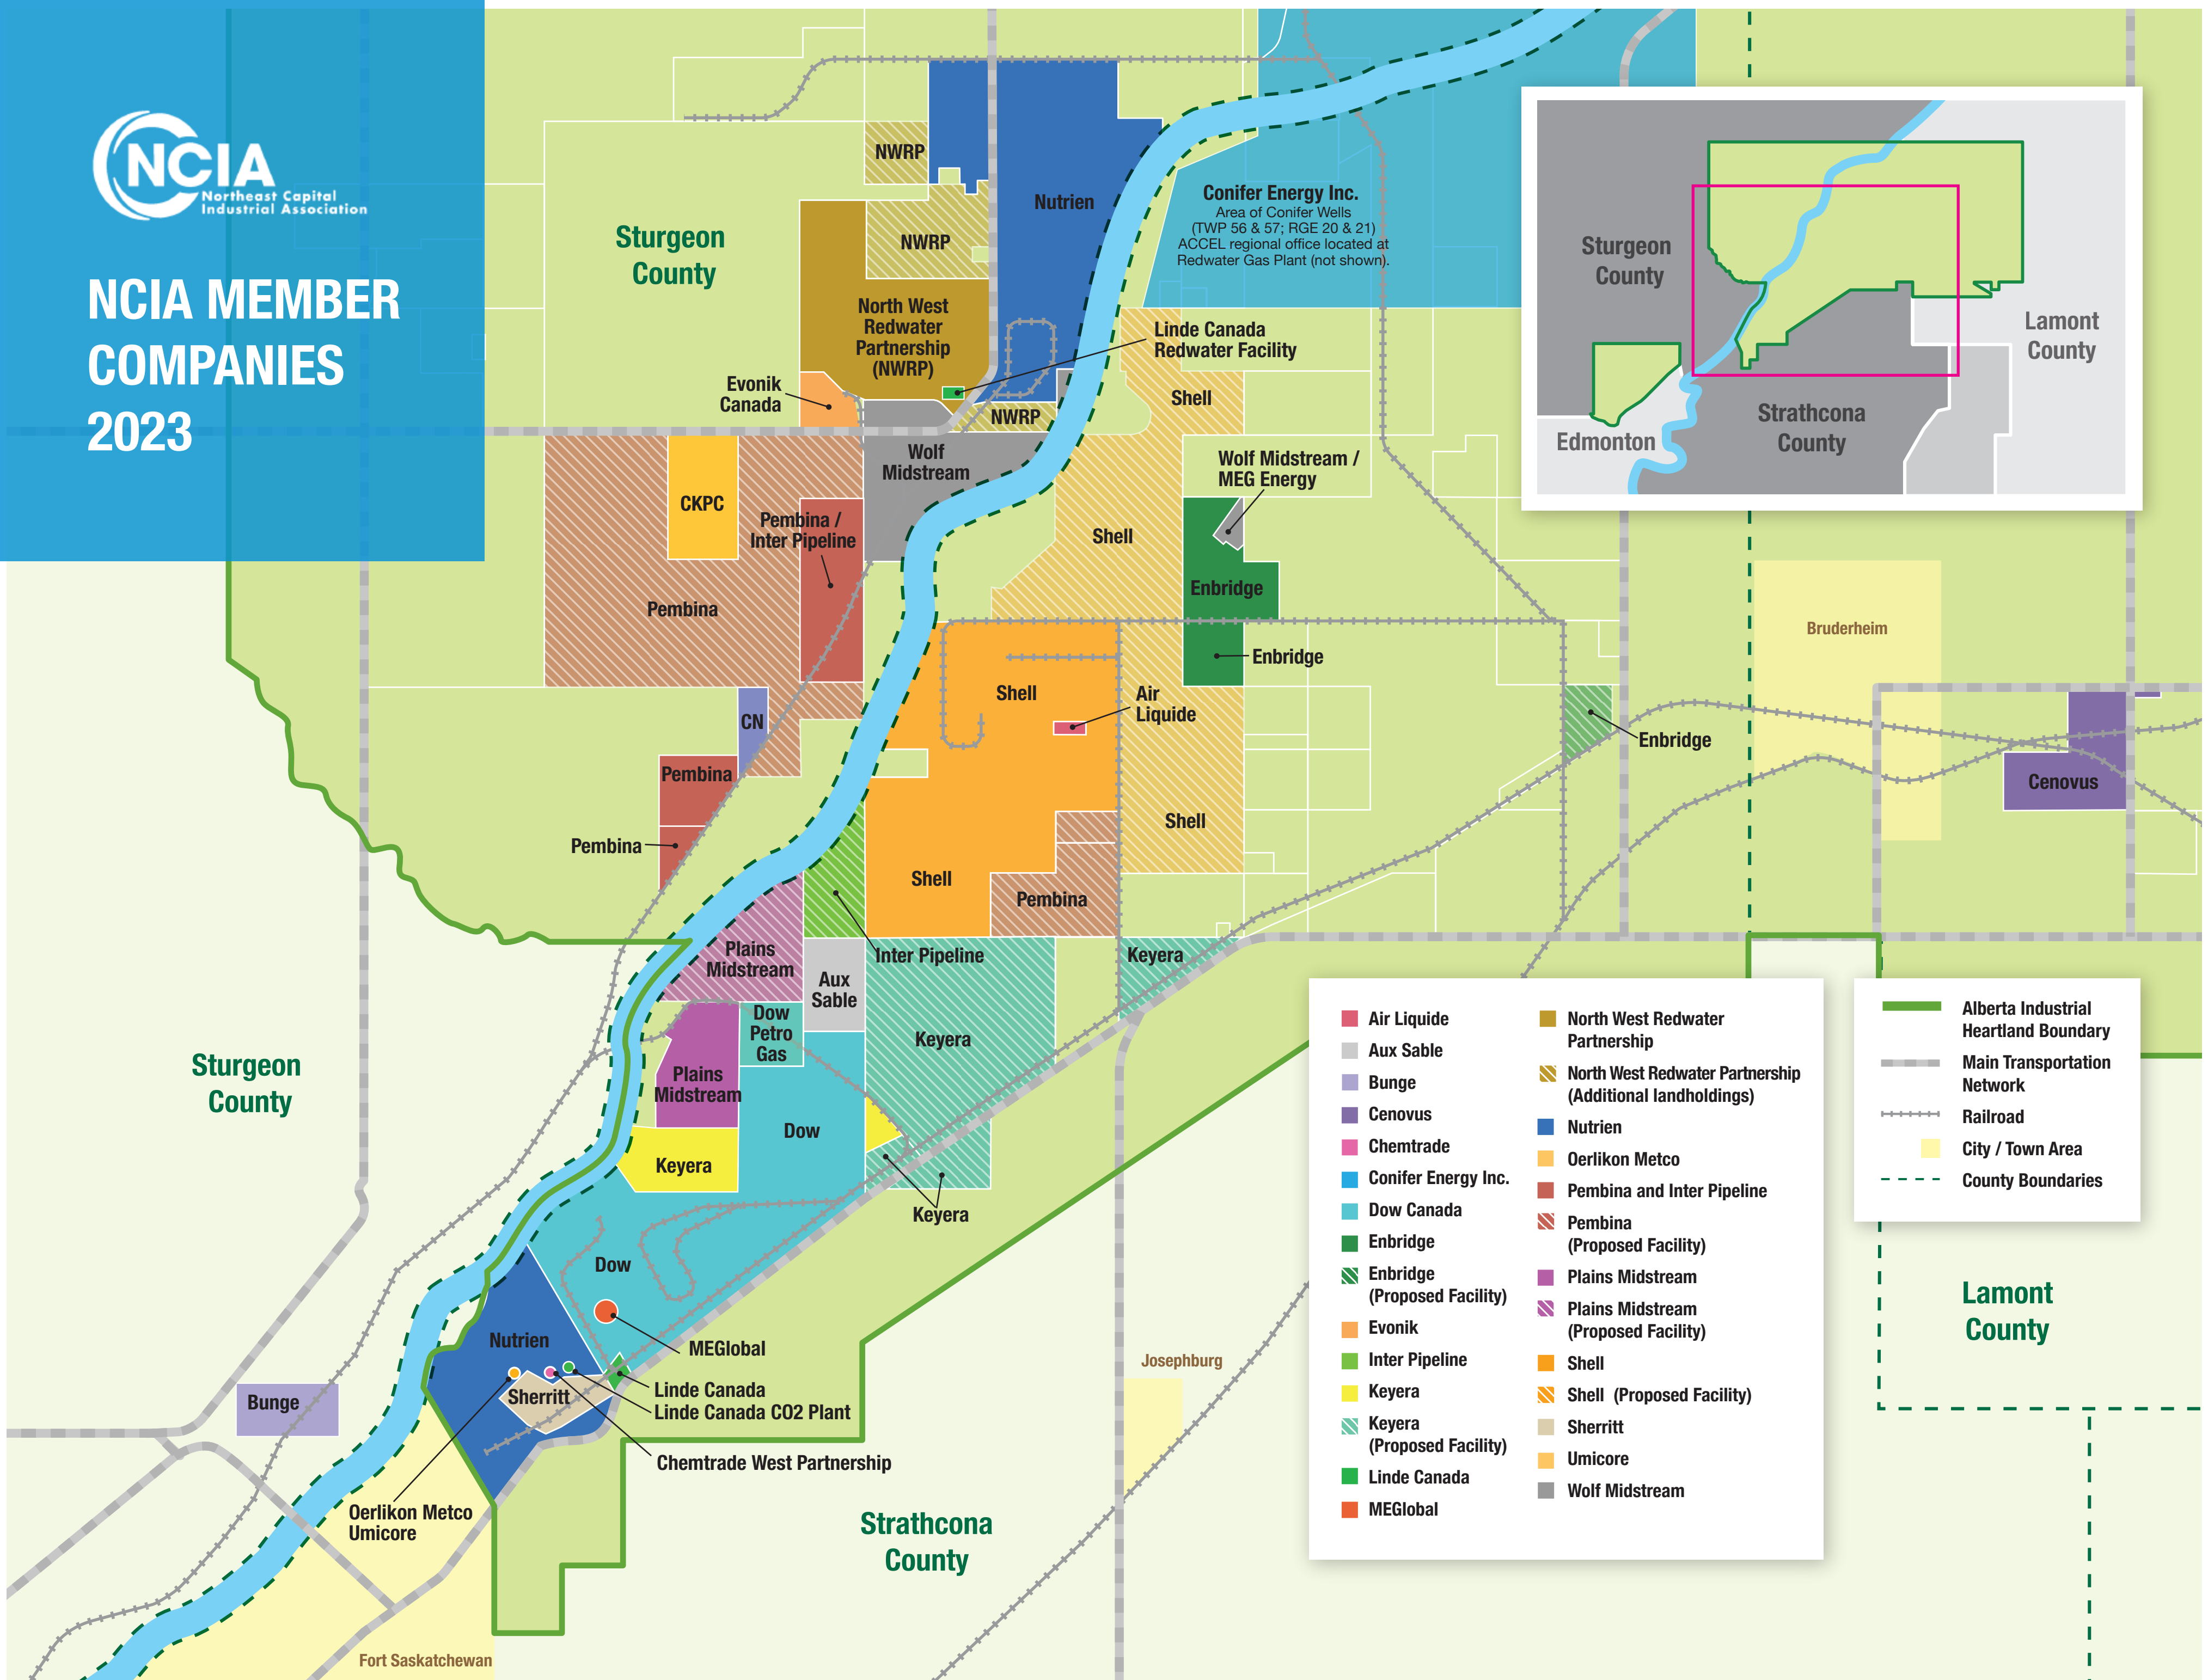 NCIA
Northeast Capital
Industrial Association
NCIA MEMBER
COMPANIES
2023
Sturgeon
County
NWRP
NWRP
Nutrien
North West
Redwater
Partnership
(NWRP)
Conifer Energy Inc.
Area of Conifer Wells
(TWP 56 & 57; RGE 20 & 21)
ACCEL regional office located at
Redwater Gas Plant (not shown).
Linde Canada
Redwater Facility
Evonik
Canada
NWRP
Shell
Wolf
Midstream
Wolf Midstream /
MEG Energy
CKPC
Pembina /
Inter Pipeline
Shell
Enbridge
Pembina
Enbridge
Shell
Air
Liquide
CN
Enbridge
Bruderheim
Cenovus
Pembina
Pembina
Shell
Shell
Pembina
Plains
Midstream
Inter Pipeline
Keyera
Aux
Sable
Dow
Petro
Gas
Keyera
Plains
Midstream
Dow
Keyera
Keyera
Dow
Nutrien
MEGlobal
Sherritt
Linde Canada
Linde Canada CO2 Plant
Chemtrade West Partnership
Bunge
Oerlikon Metco
Umicore
Sturgeon
County
Josephburg
Strathcona
County
Lamont
County
Fort Saskatchewan
Sturgeon
County
Lamont
County
Edmonton
Strathcona
County
Air Liquide
Aux Sable
Bunge
Cenovus
Chemtrade
Conifer Energy Inc.
Dow Canada
Enbridge
Enbridge
(Proposed Facility)
Evonik
Inter Pipeline
Keyera
Keyera
(Proposed Facility)
Linde Canada
MEGlobal
North West Redwater
Partnership
North West Redwater Partnership
(Additional landholdings)
Nutrien
Oerlikon Metco
Pembina and Inter Pipeline
Pembina
(Proposed Facility)
Plains Midstream
Plains Midstream
(Proposed Facility)
Shell
Shell (Proposed Facility)
Sherritt
Umicore
Wolf Midstream
Alberta Industrial
Heartland Boundary
Main Transportation
Network
Railroad
City / Town Area
County Boundaries